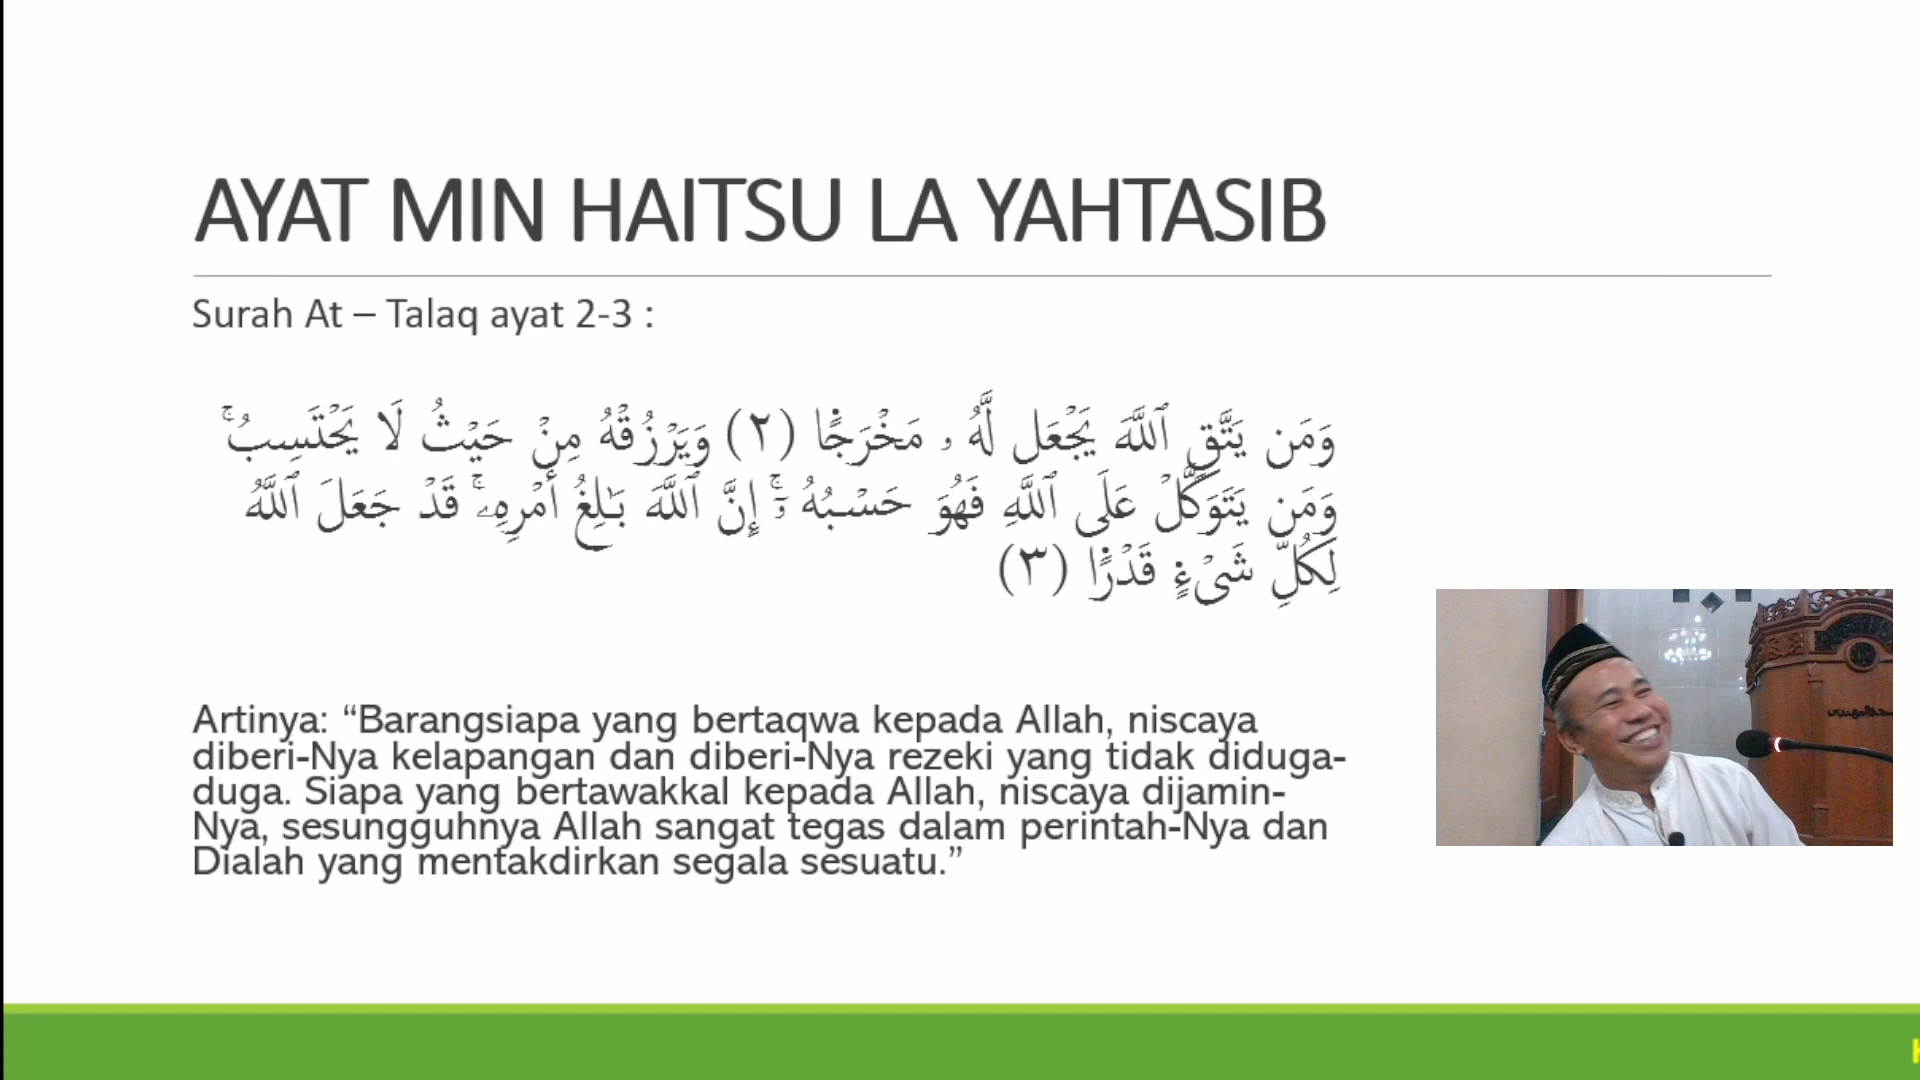 AYAT MIN HAITSU LA YAHTASIB
Surah At – Talaq ayat 2-3 :
وَمَن يَتَّقِ ٱللَّهَ يَجْعَل لَّهُۥ مَخْرَجًا (٢) وَيَرْزُقْهُ مِنْ حَيْثُ لَا يَحْتَسِبُ ۚ
وَمَن يَتَوَكَّلْ عَلَى ٱللَّهِ فَهُوَ حَسْبُهُۥٓ ۚ إِنَّ ٱللَّهَ بَـٰلِغُ أَمْرِهِۦ ۚ قَدْ جَعَلَ ٱللَّهُ
لِكُلِّ شَىْءٍ قَدْرًا (٣)
Artinya: “Barangsiapa yang bertaqwa kepada Allah, niscaya
diberi-Nya kelapangan dan diberi-Nya rezeki yang tidak diduga-
duga. Siapa yang bertawakkal kepada Allah, niscaya dijamin-
Nya, sesungguhnya Allah sangat tegas dalam perintah-Nya dan
Dialah yang mentakdirkan segala sesuatu.”